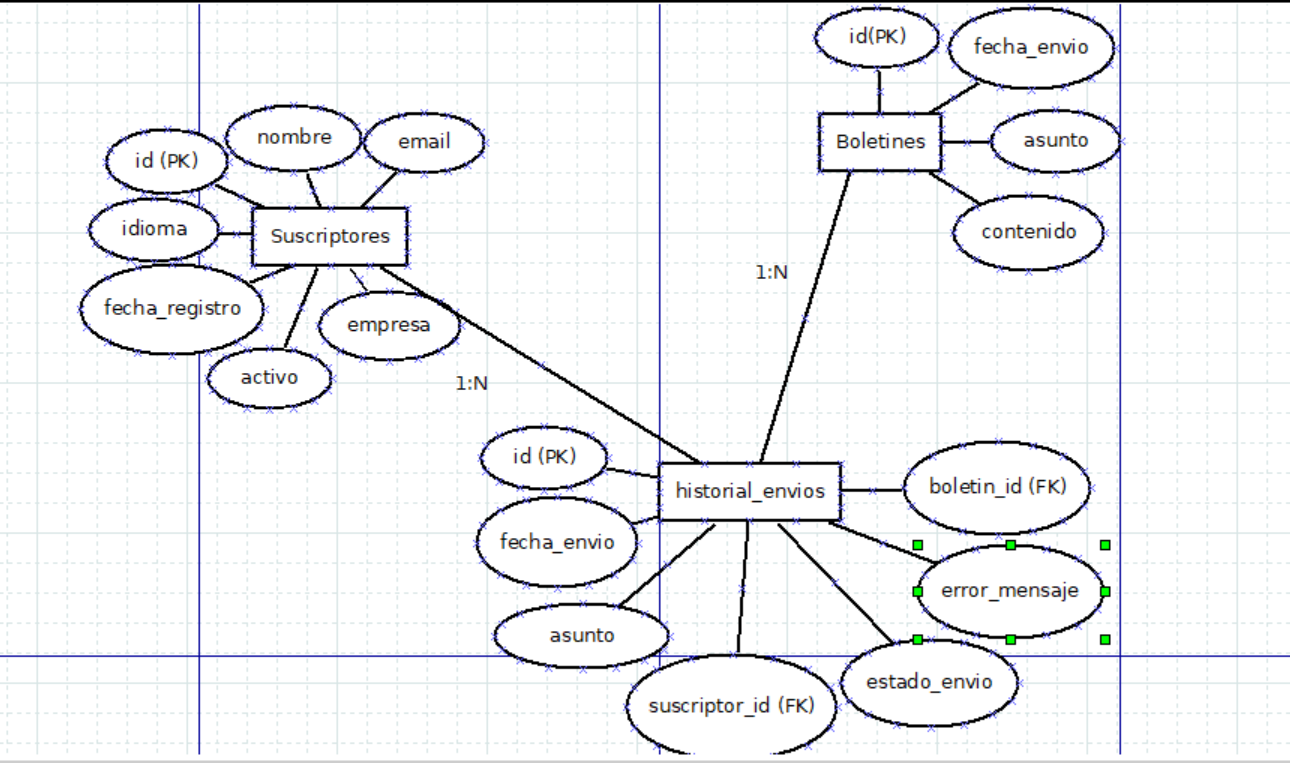 id(PK)
fecha_envio
Boletines
asunto
contenido
nombre
email
id (PK)
idioma
Suscriptores
fecha_registro
empresa
activo
1:N
1:N
id (PK)
historial_envios
boletin_id (FK)
fecha_envio
error_mensaje
asunto
suscriptor_id (FK)
estado_envio